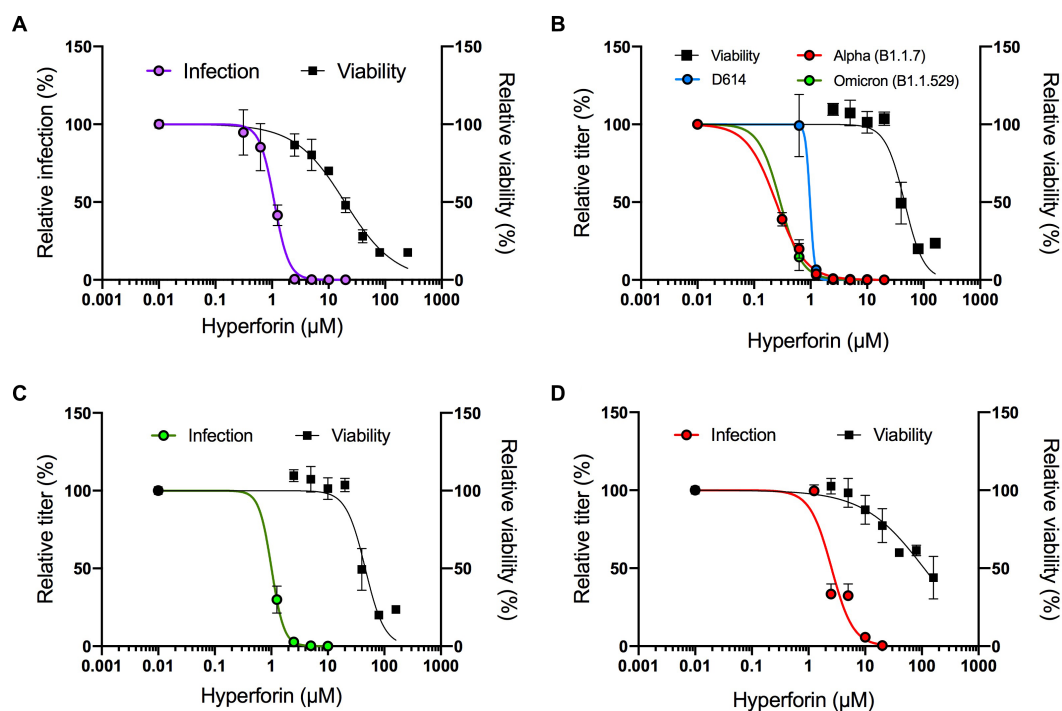 A
150
100
50
0
Relative infection (%)
Infection
Viability
150
100
50
0
Relative viability (%)
0.001 0.01 0.1 1 10 100 1000
Hyperforin (µM)
B
150
100
50
0
Relative titer (%)
Viability
D614
Alpha (B1.1.7)
Omicron (B1.1.529)
150
100
50
0
Relative viability (%)
0.001 0.01 0.1 1 10 100 1000
Hyperforin (µM)
C
150
100
50
0
Relative titer (%)
Infection
Viability
150
100
50
0
Relative viability (%)
0.001 0.01 0.1 1 10 100 1000
Hyperforin (µM)
D
150
100
50
0
Relative titer (%)
Infection
Viability
150
100
50
0
Relative viability (%)
0.001 0.01 0.1 1 10 100 1000
Hyperforin (µM)